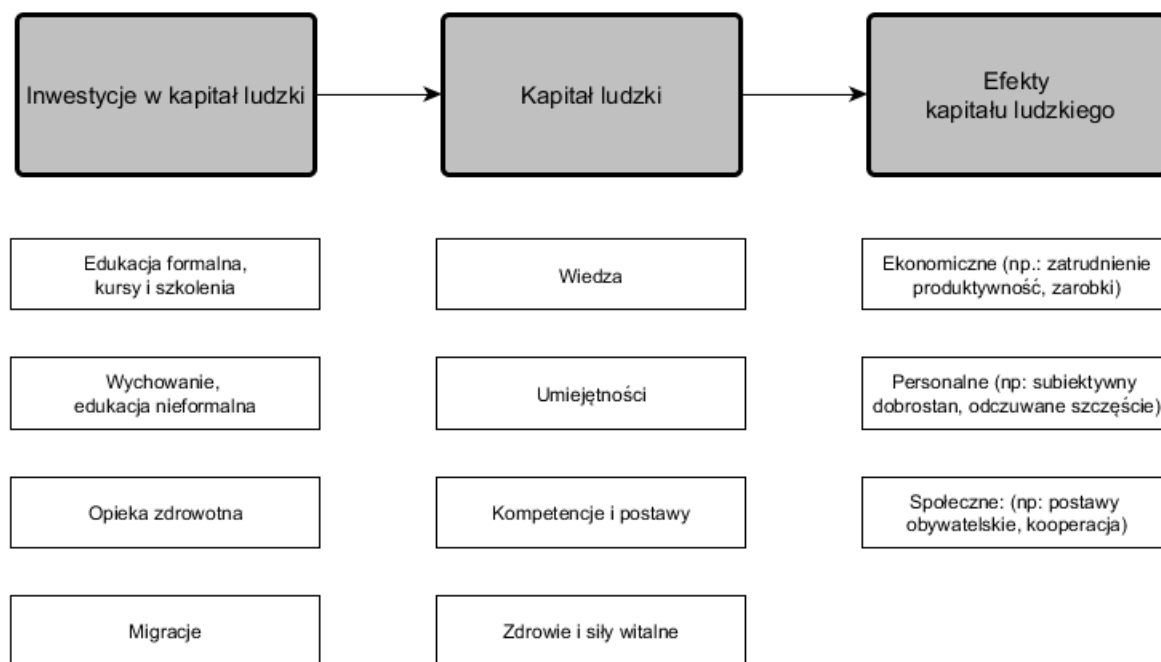 Inwestycje w kapitał ludzki
Kapitał ludzki
Efekty
kapitału ludzkiego
Edukacja formalna,
kursy i szkolenia
Wiedza
Ekonomiczne (np.: zatrudnienie
produktywność, zarobki)
Wychowanie,
edukacja nieformalna
Umiejętności
Personalne (np: subiektywny
dobrostan, odczuwane szczęście)
Opieka zdrowotna
Kompetencje i postawy
Społeczne: (np: postawy
obywatelskie, kooperacja)
Migracje
Zdrowie i siły witalne